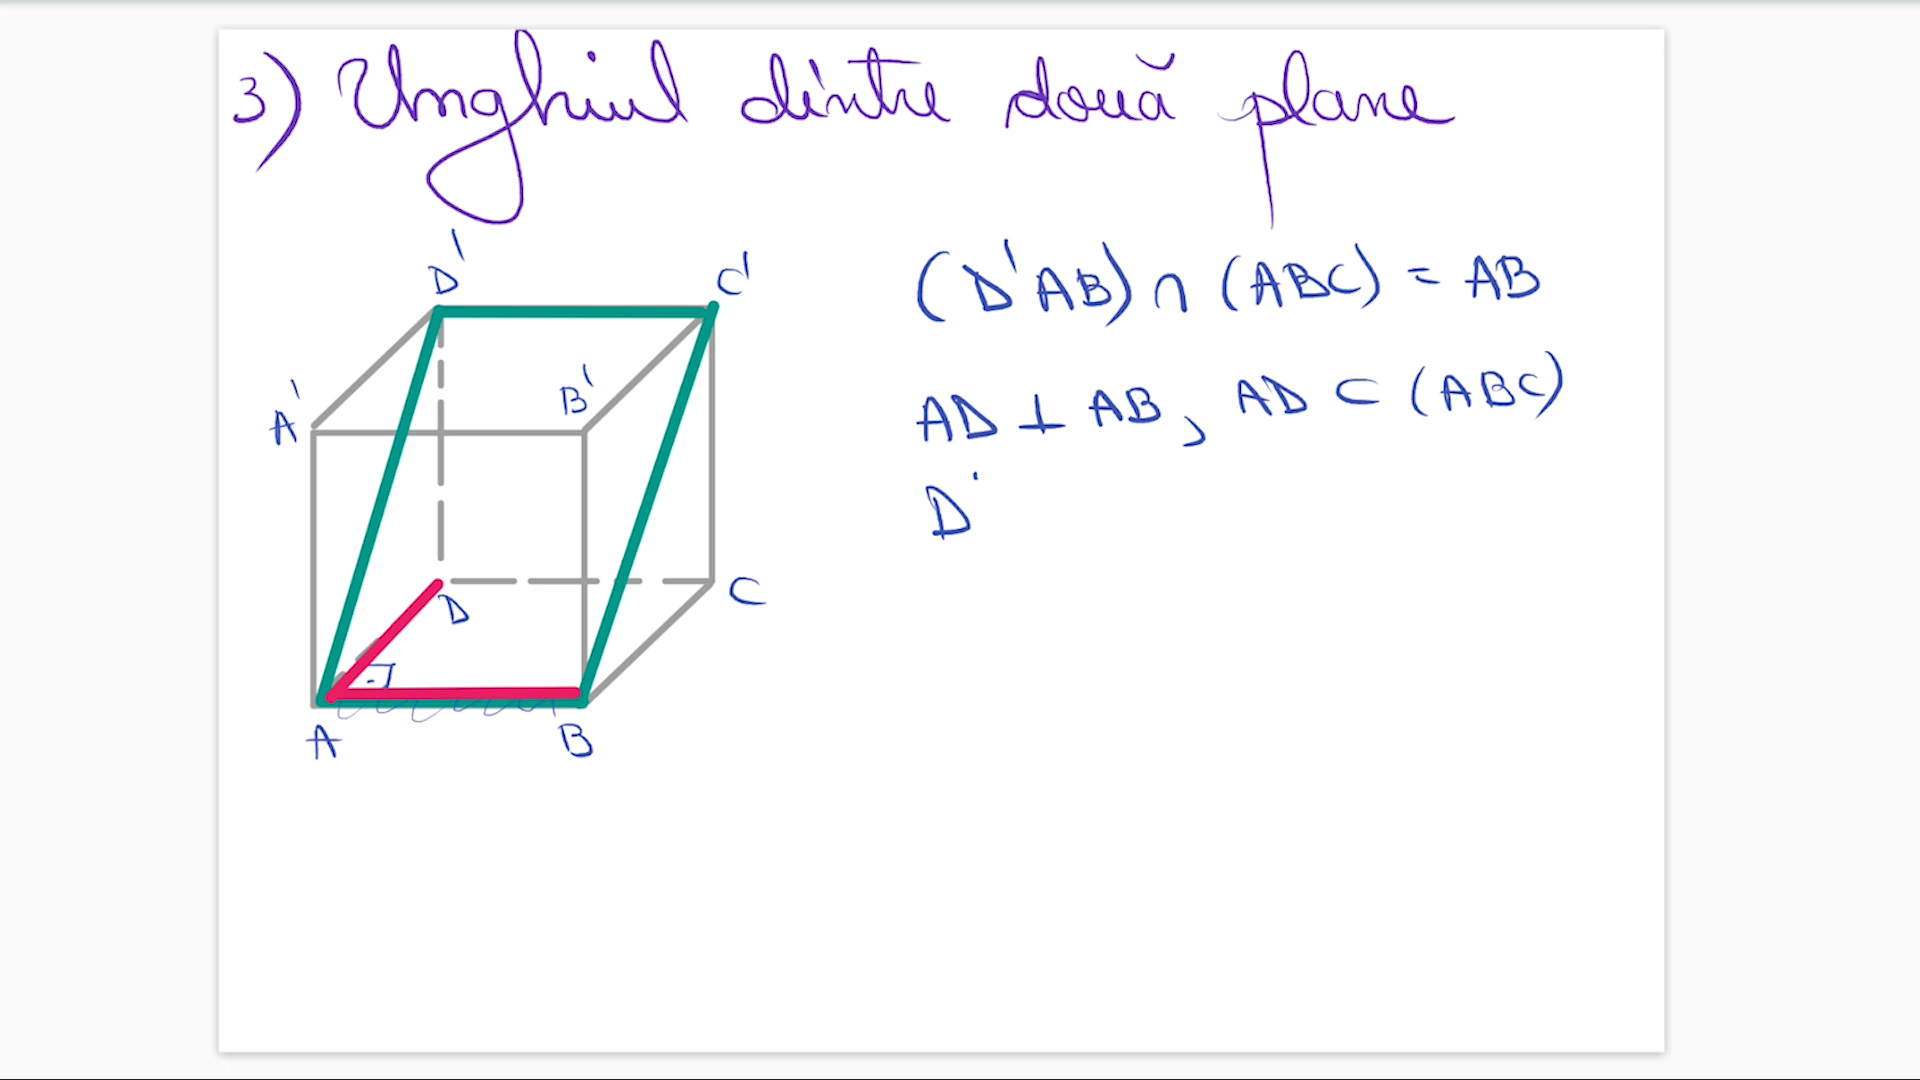 3) Unghiul dintre două plane
(D'AB) ∩ (ABC) = AB
AD ⊥ AB, AD ⊂ (ABC)
D'
D'
C'
A'
B'
D
C
A
B